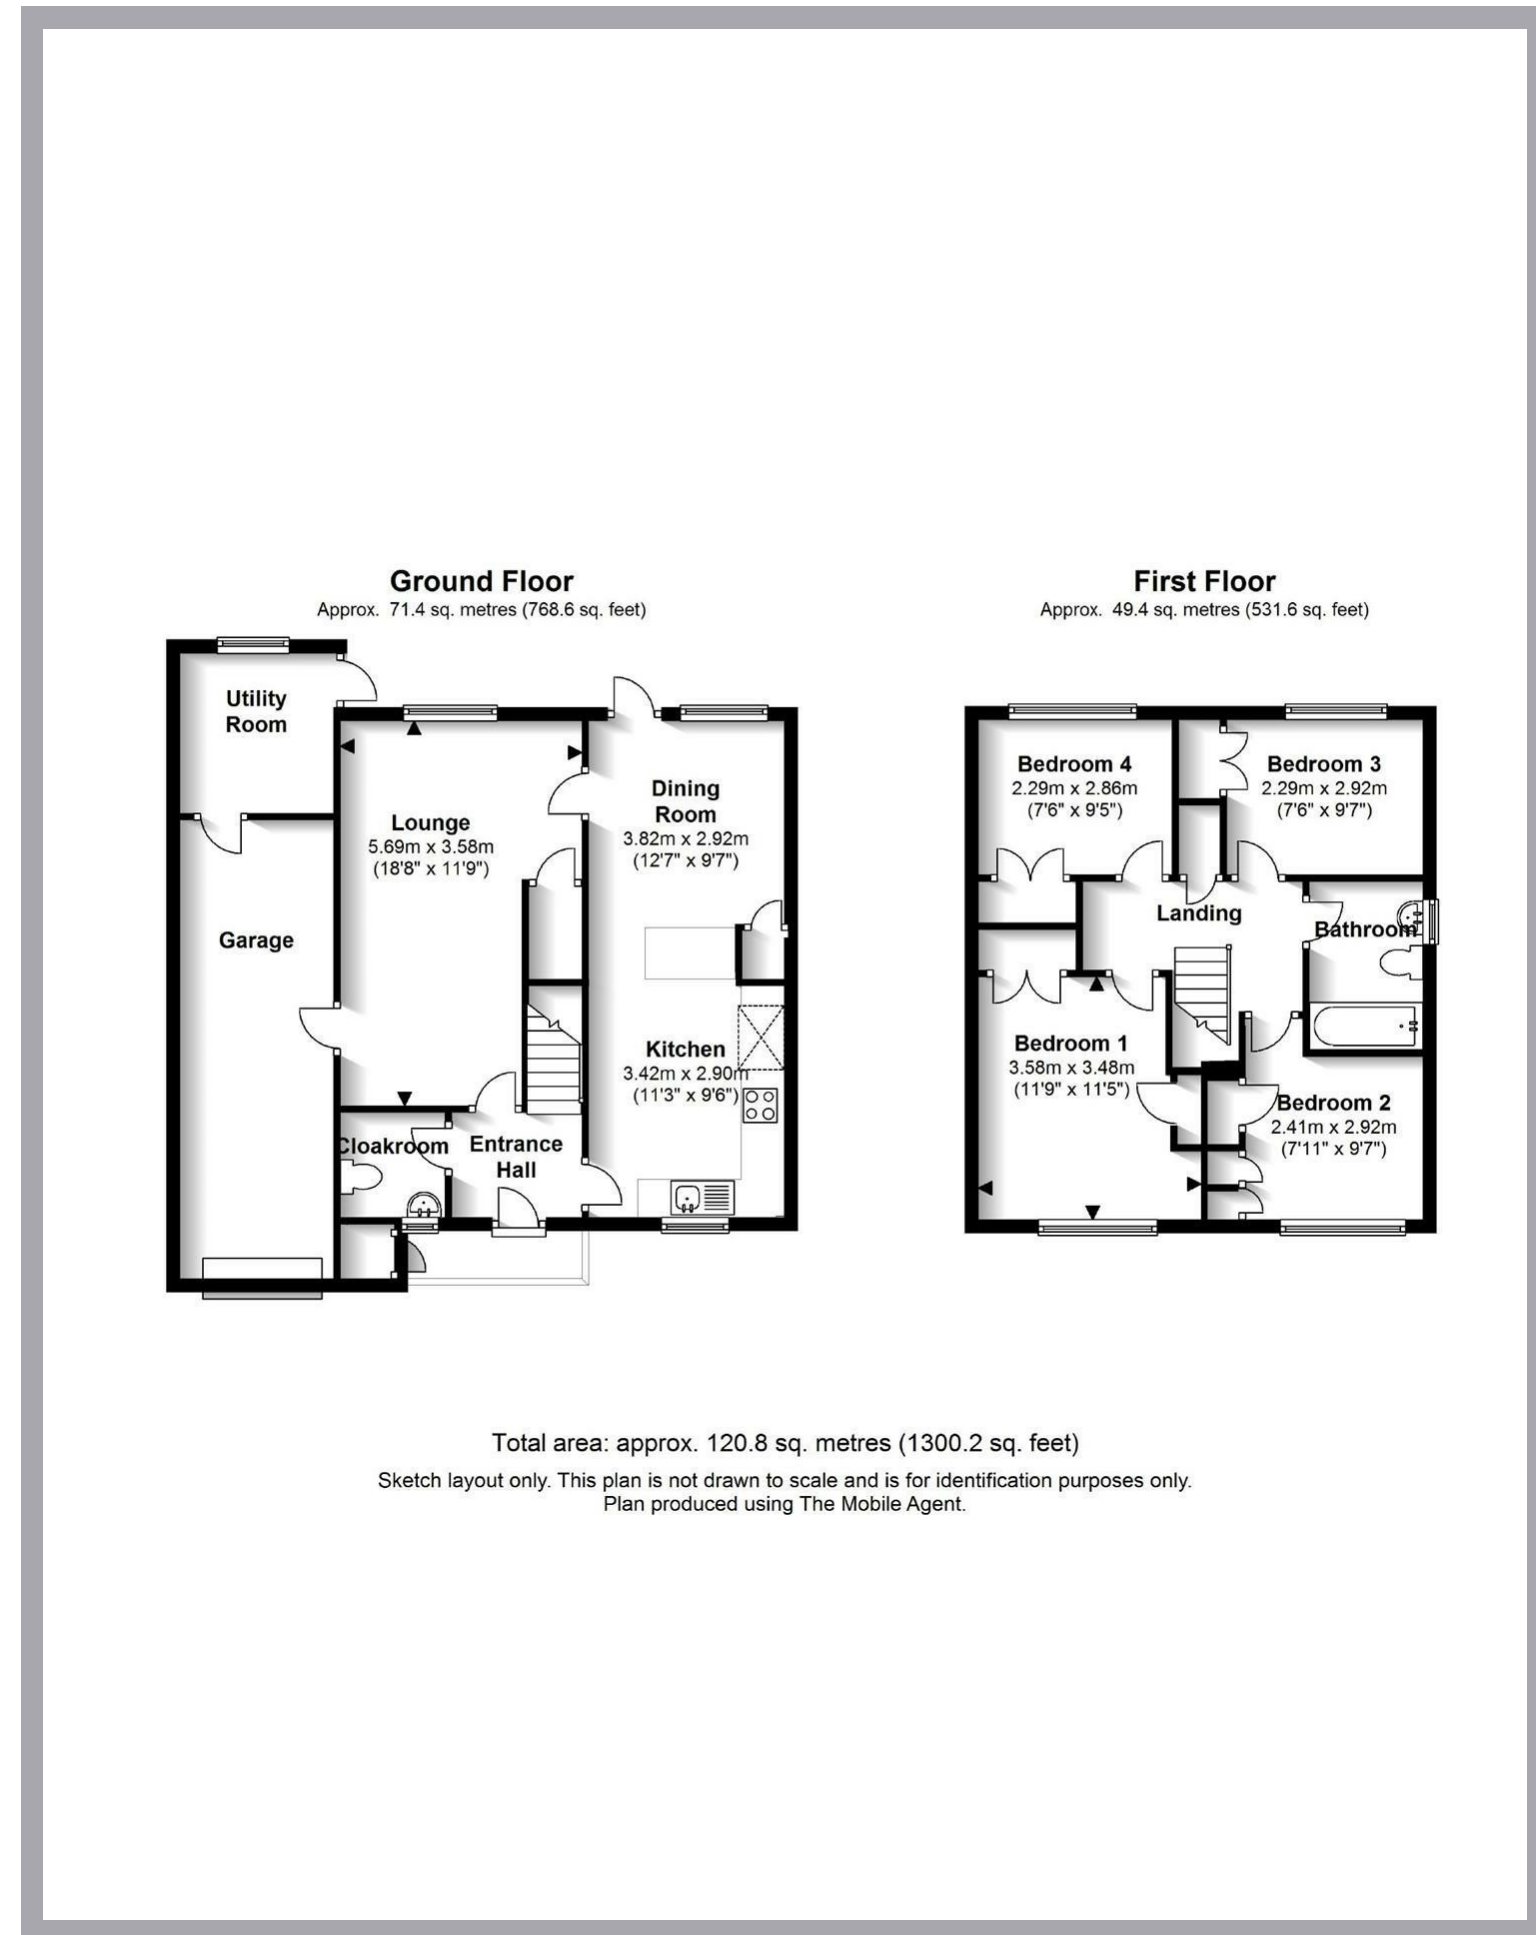 Ground Floor
Approx. 71.4 sq. metres (768.6 sq. feet)
Utility
Room
Lounge
5.69m x 3.58m
(18'8" x 11'9")
Dining
Room
3.82m x 2.92m
(12'7" x 9'7")
Garage
Kitchen
3.42m x 2.90m
(11'3" x 9'6")
Cloakroom
Entrance
Hall
First Floor
Approx. 49.4 sq. metres (531.6 sq. feet)
Bedroom 4
2.29m x 2.86m
(7'6" x 9'5")
Bedroom 3
2.29m x 2.92m
(7'6" x 9'7")
Landing
Bathroom
Bedroom 1
3.58m x 3.48m
(11'9" x 11'5")
Bedroom 2
2.41m x 2.92m
(7'11" x 9'7")
Total area: approx. 120.8 sq. metres (1300.2 sq. feet)
Sketch layout only. This plan is not drawn to scale and is for identification purposes only.
Plan produced using The Mobile Agent.